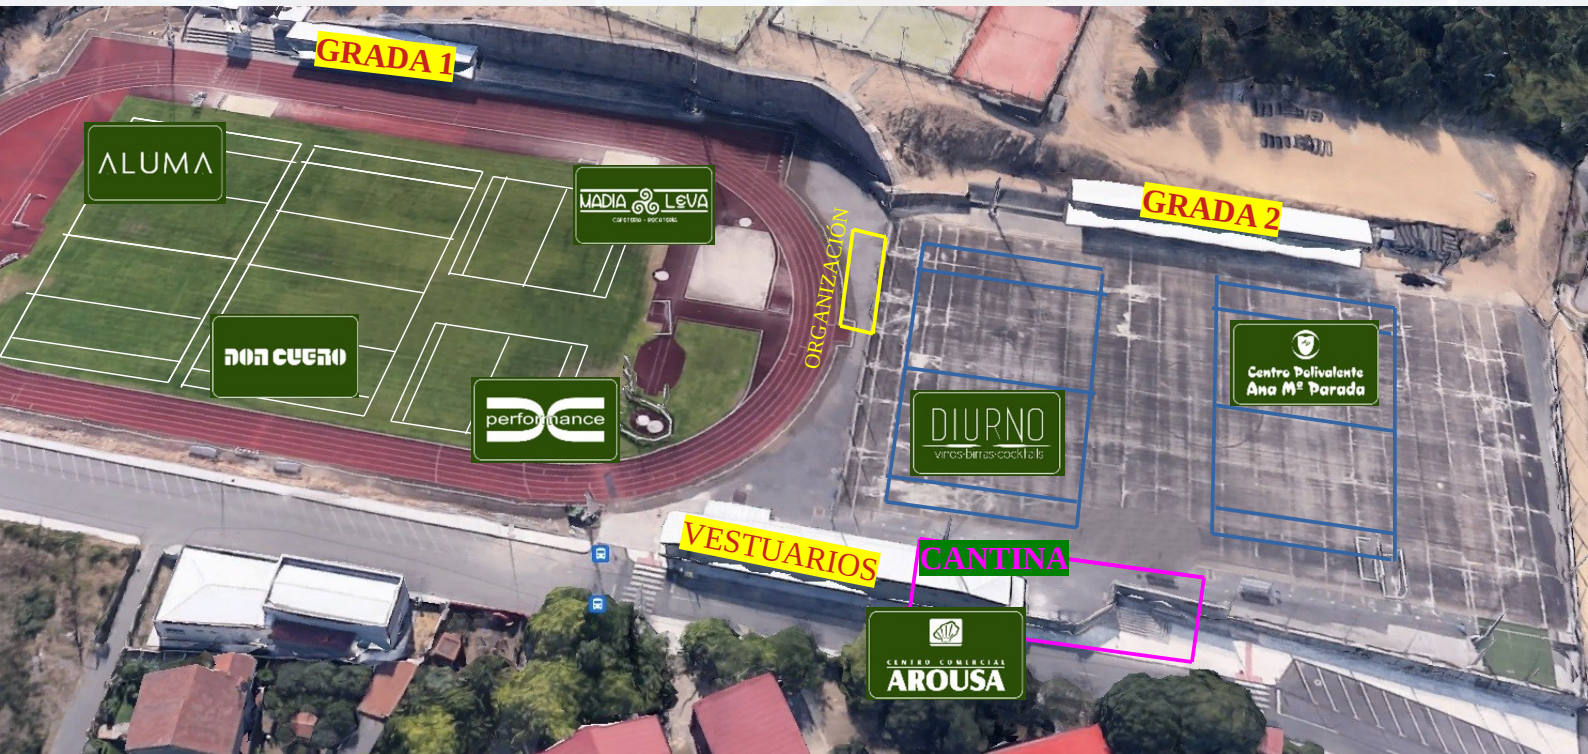 GRADA 1
ALUMA
MADIA LEVA
CAFETERÍA - BOCATERÍA
GRADA 2
ORGANIZACIÓN
DON CUERO
Centro Polivalente
Ana Mª Parada
performance
DIURNO
vinos·birras·cocktails
VESTUARIOS
CANTINA
CENTRO COMERCIAL
AROUSA